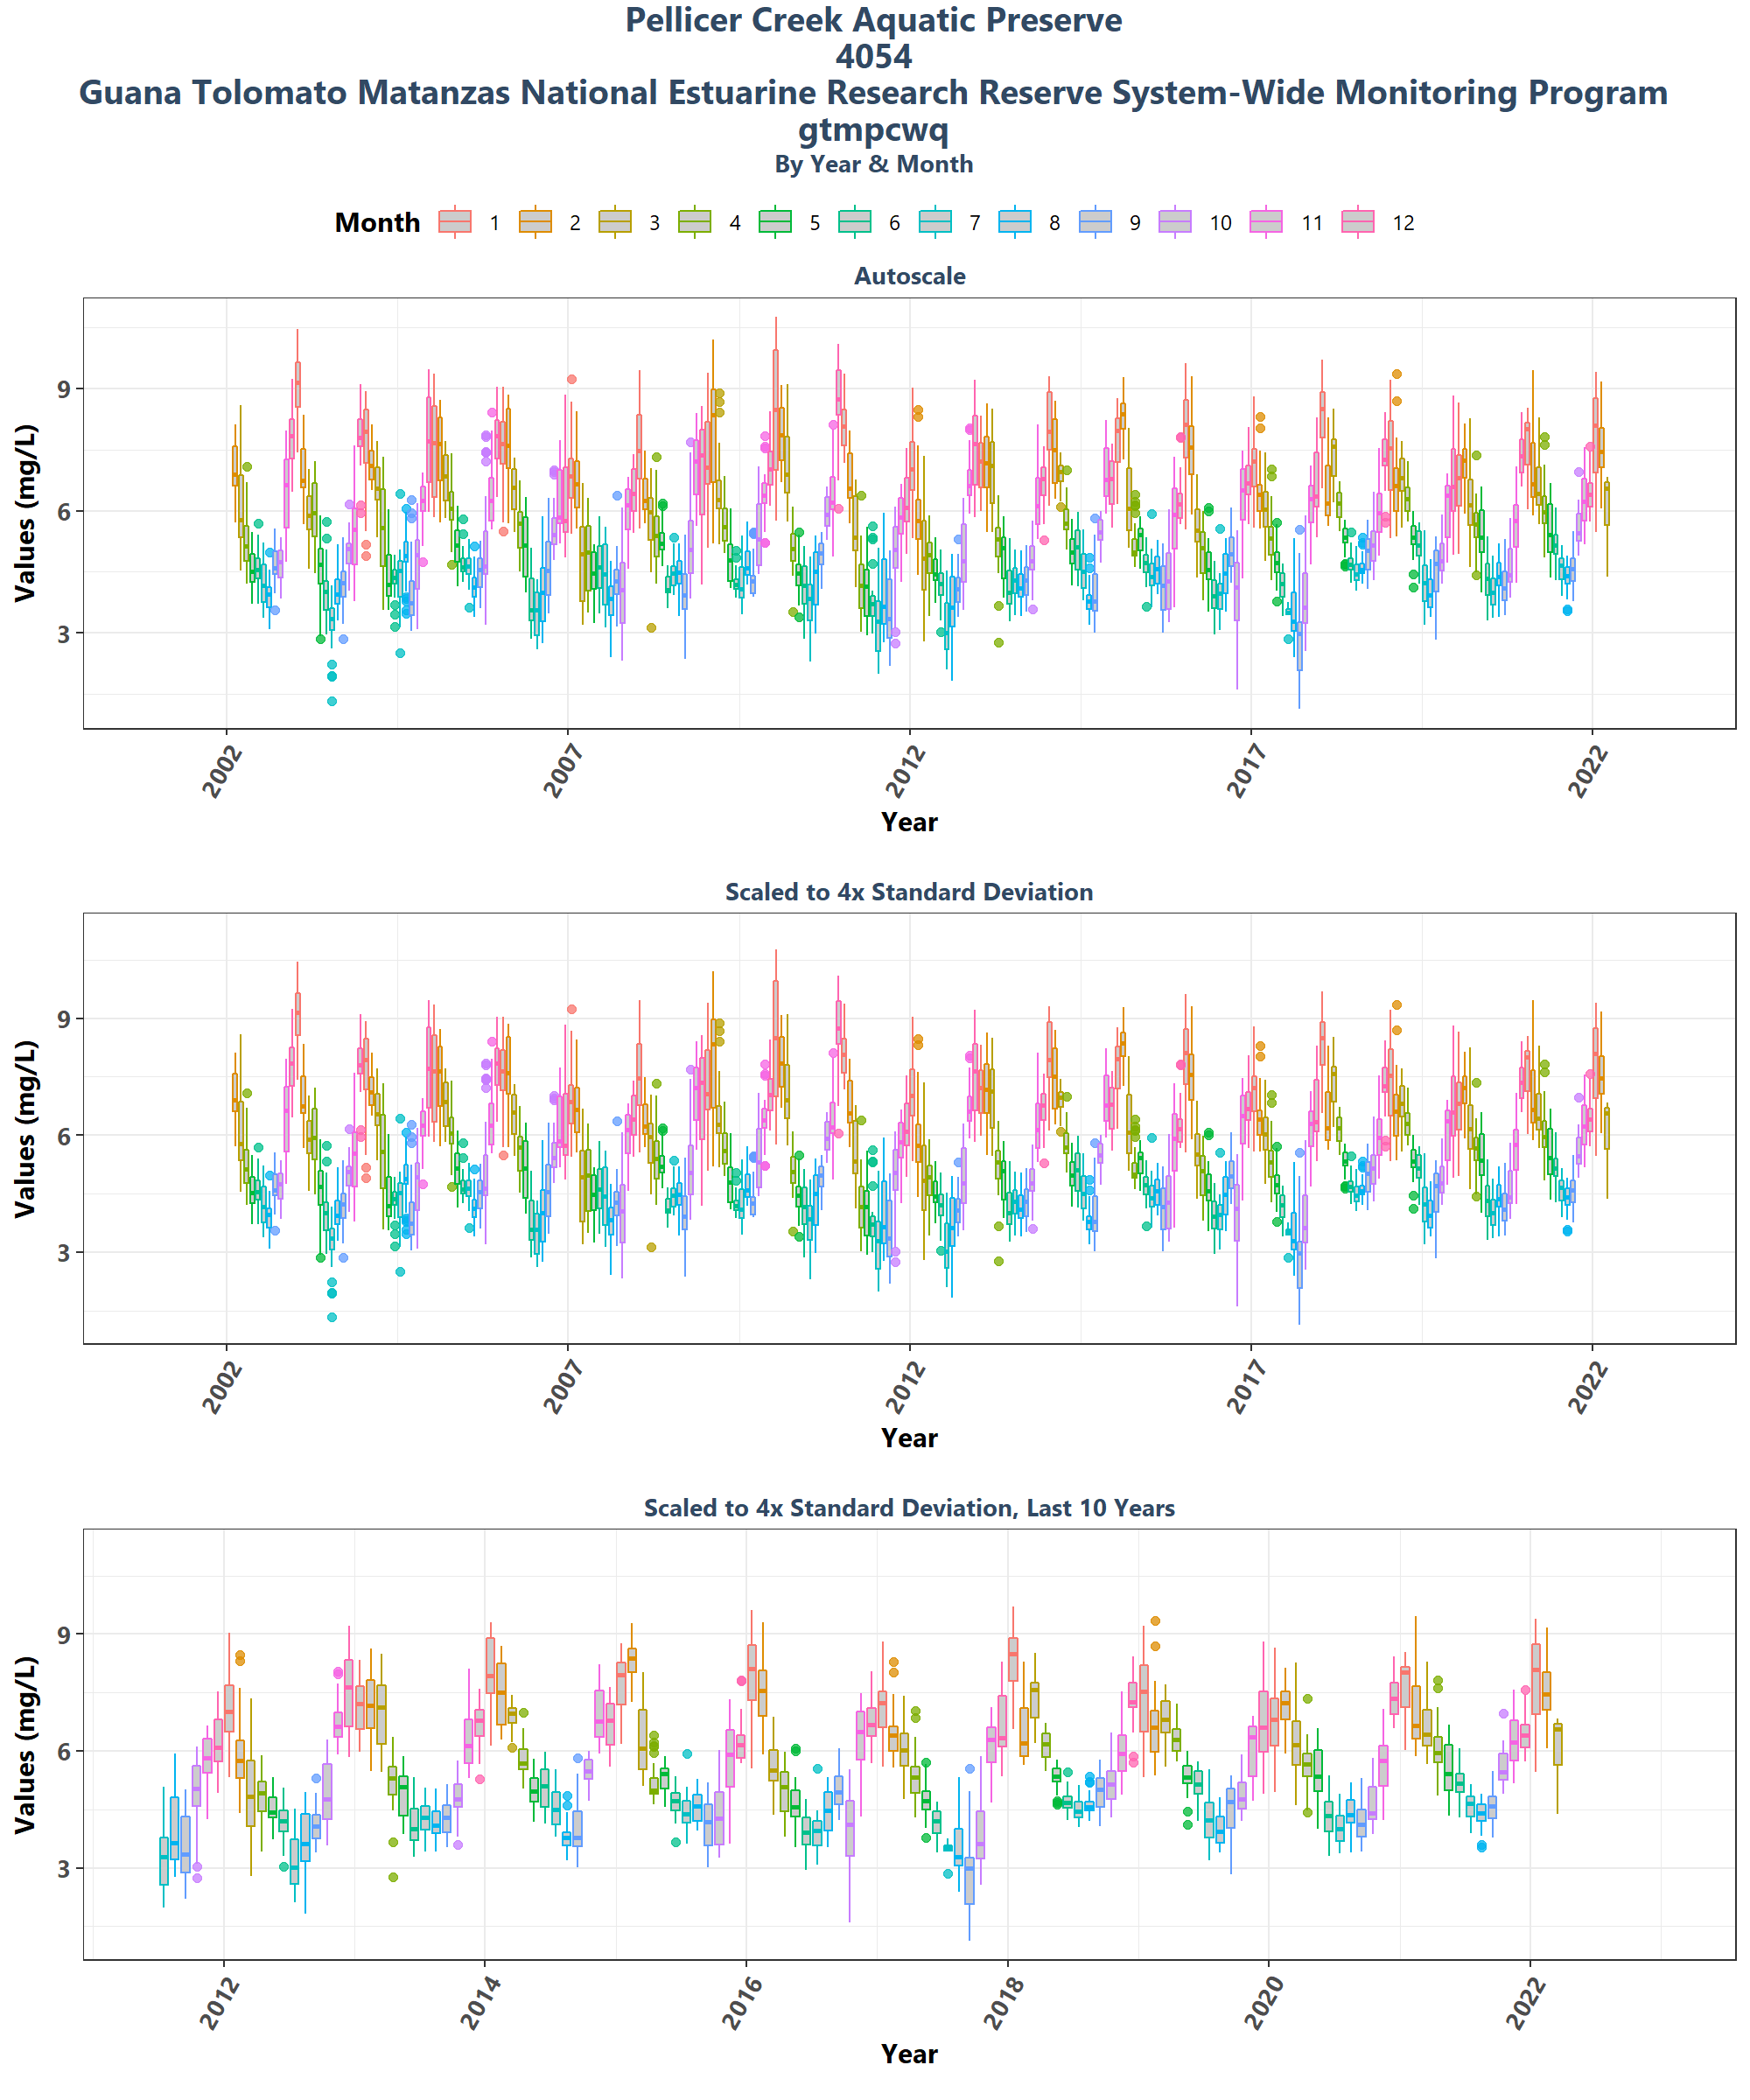 Pellicer Creek Aquatic Preserve
4054
Guana Tolomato Matanzas National Estuarine Research Reserve System-Wide Monitoring Program
gtmpcwq
By Year & Month
Month 1 2 3 4 5 6 7 8 9 10 11 12
Autoscale
Values (mg/L)
9
6
3
2002 2007 2012 2017 2022
Year
Scaled to 4x Standard Deviation
Values (mg/L)
9
6
3
2002 2007 2012 2017 2022
Year
Scaled to 4x Standard Deviation, Last 10 Years
Values (mg/L)
9
6
3
2012 2014 2016 2018 2020 2022
Year